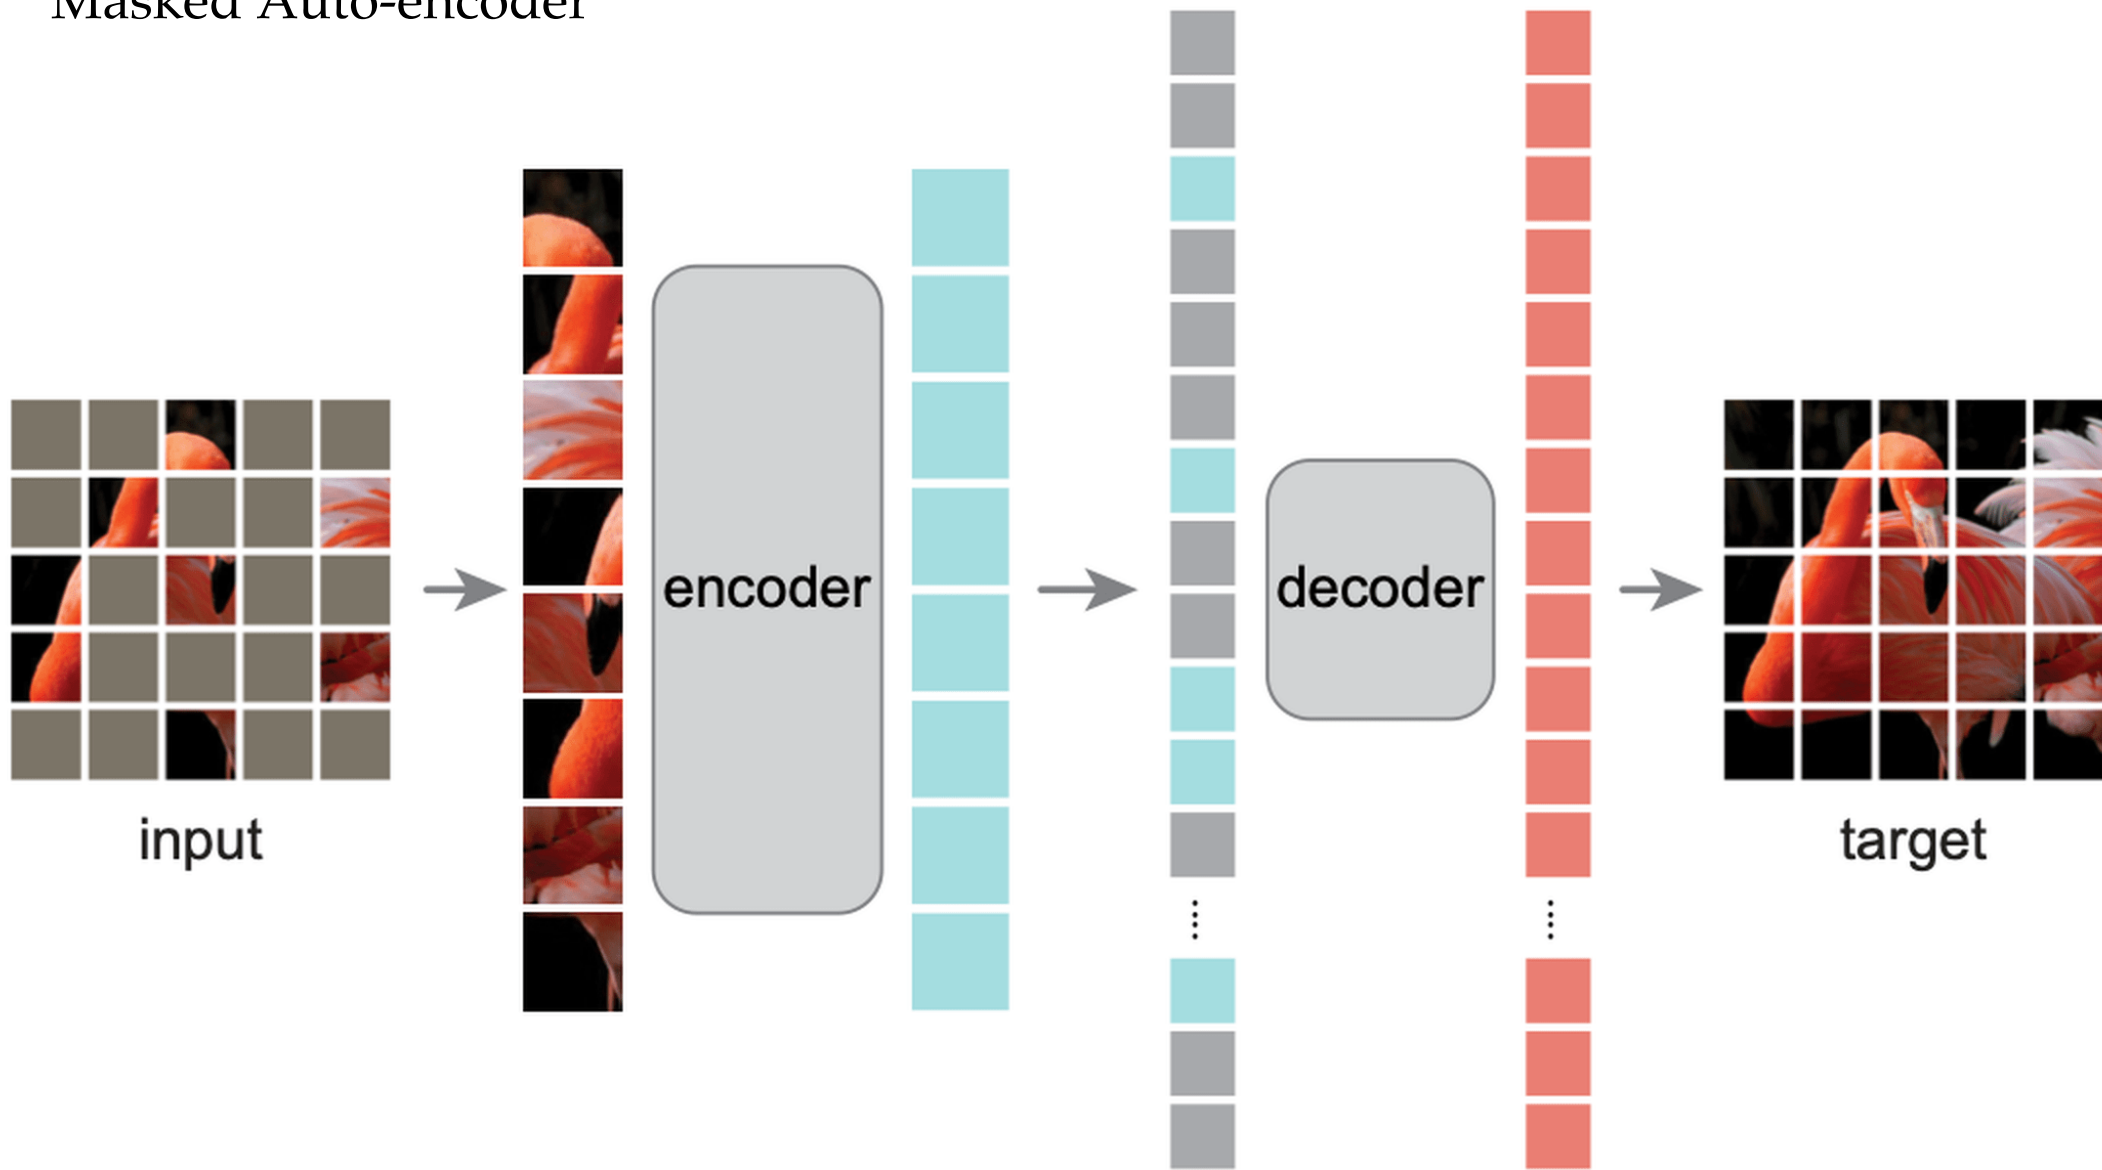 Masked Auto-encoder
encoder
decoder
input
target